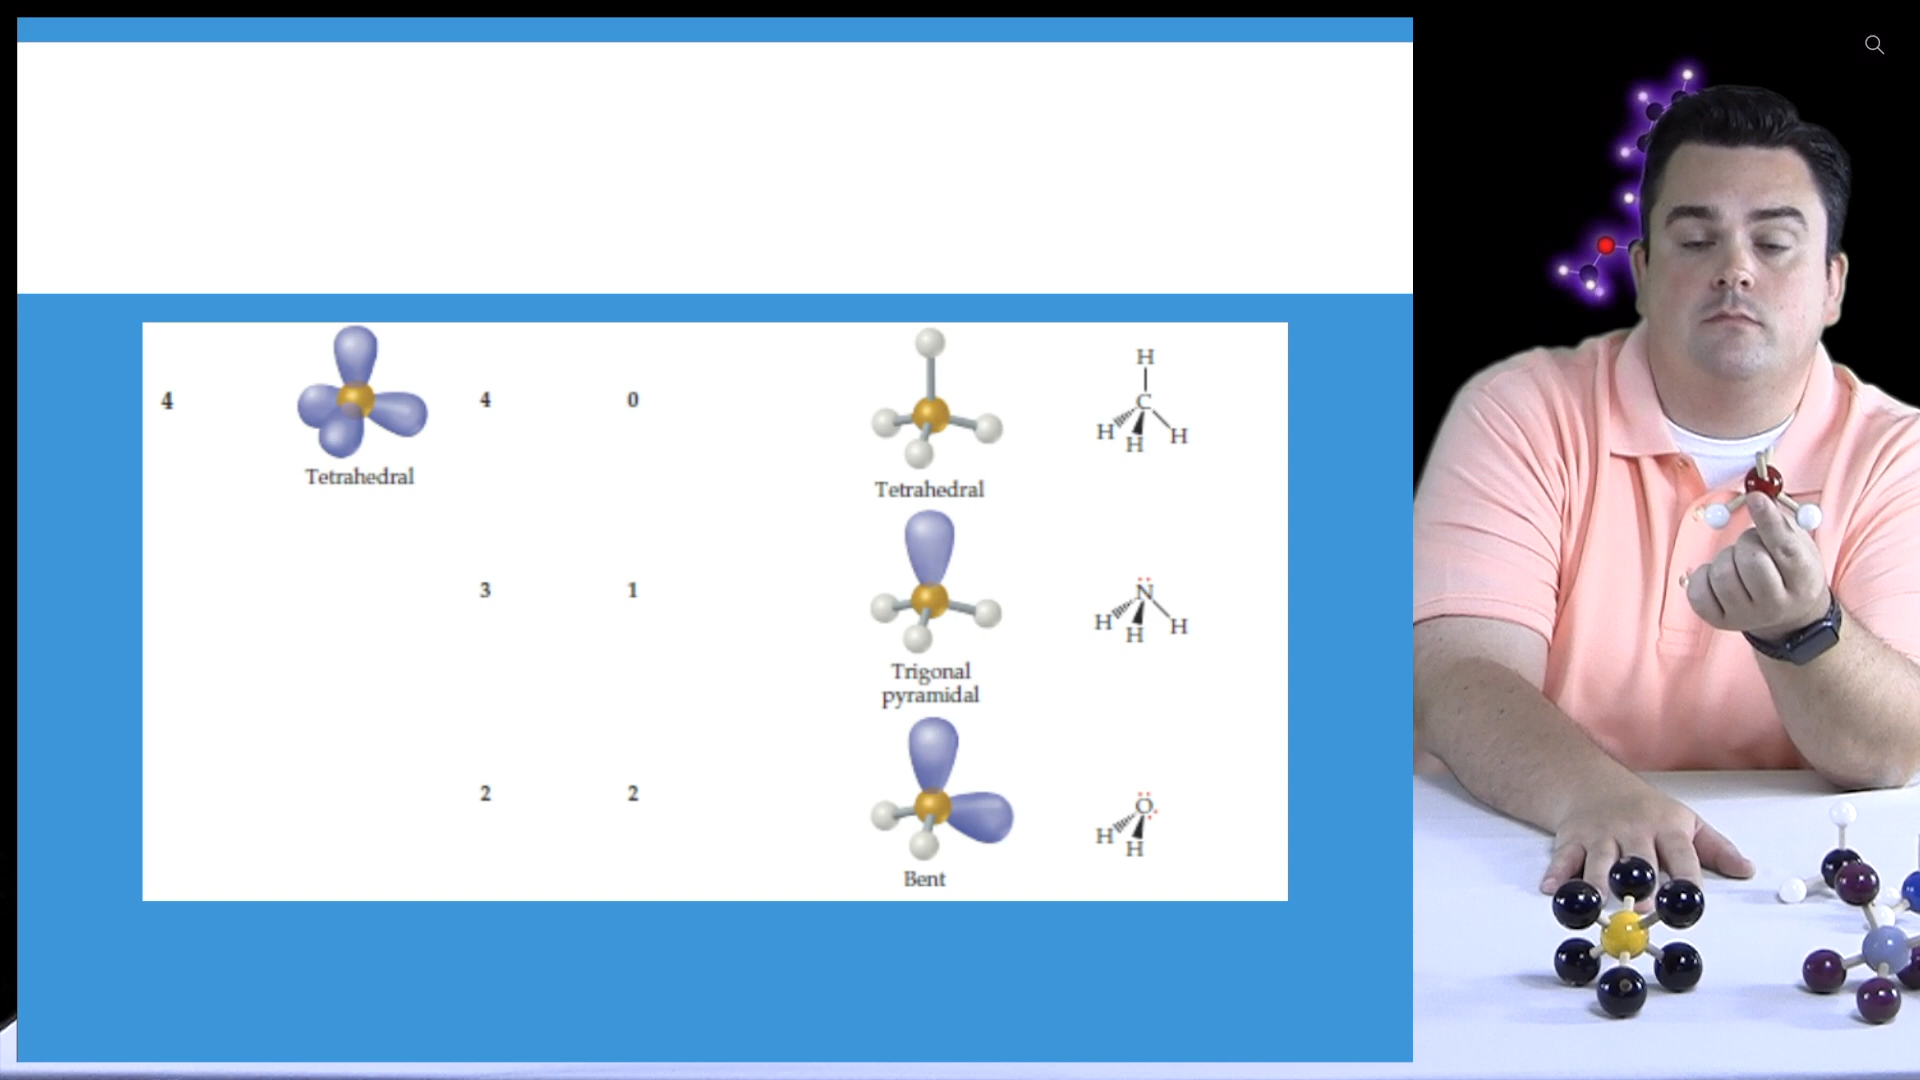 4 4 0
Tetrahedral
Tetrahedral
H
C
H H H
3 1
Trigonal
pyramidal
N
H H H
2 2
Bent
O
H H